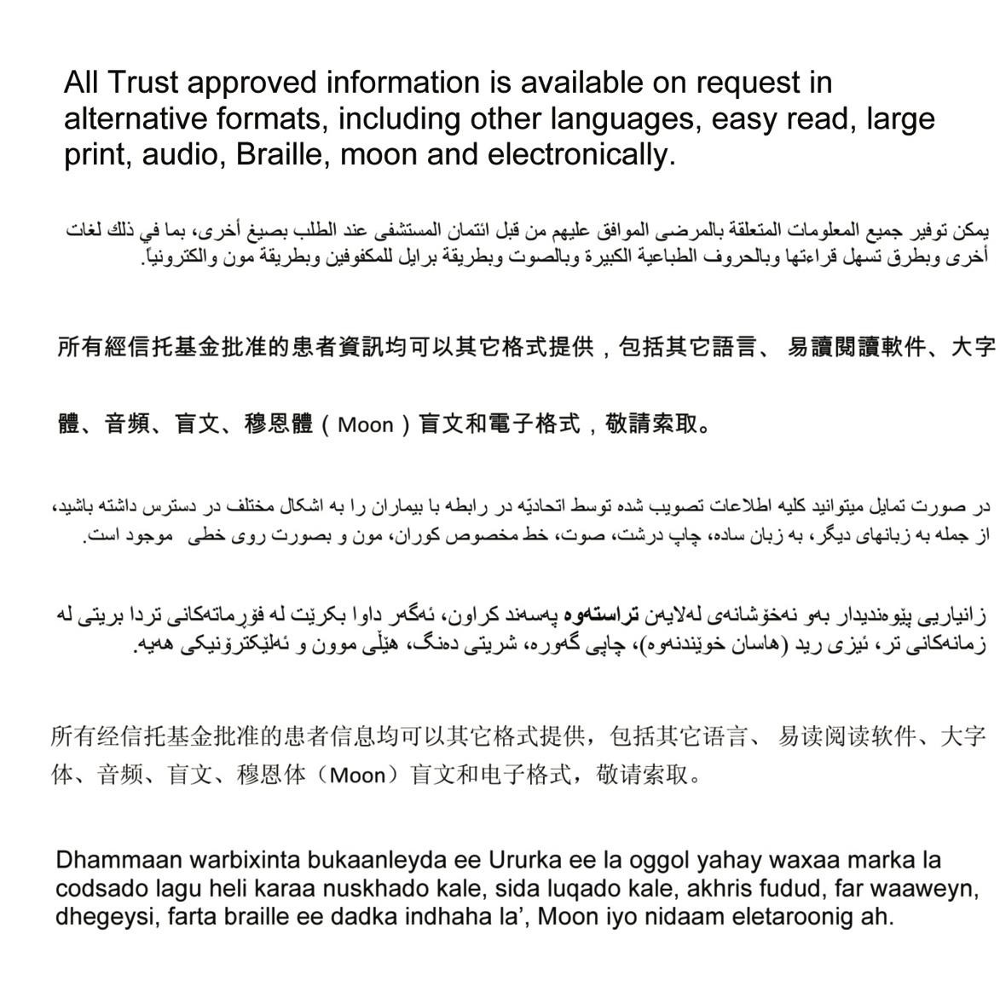 All Trust approved information is available on request in
alternative formats, including other languages, easy read, large
print, audio, Braille, moon and electronically.
يمكن توفير جميع المعلومات المتعلقة بالمرضى الموافق عليهم من قبل ائتمان المستشفى عند الطلب بصيغ أخرى، بما في ذلك لغات
أخرى وبطرق تسهل قراءتها وبالحروف الطباعية الكبيرة وبالصوت وبطريقة برايل للمكفوفين وبطريقة مون والكترونياً.
所有經信托基金批准的患者資訊均可以其它格式提供，包括其它語言、 易讀閱讀軟件、大字
體、音頻、盲文、穆恩體（Moon）盲文和電子格式，敬請索取。
در صورت تمایل میتوانید کلیه اطلاعات تصویب شده توسط اتحادیّه در رابطه با بیماران را به اشکال مختلف در دسترس داشته باشید،
از جمله به زبانهای دیگر، به زبان ساده، چاپ درشت، صوت، خط مخصوص کوران، مون و بصورت روی خطی موجود است.
زانیاریی پێوەندیدار بەو نەخۆشانەی لەلایەن تراستەوە پەسەند کراون، ئەگەر داوا بکرێت لە فۆڕماتەکانی تردا بریتی لە
زمانەکانی تر، ئیزی رید (هاسان خوێندنەوە)، چاپی گەورە، شریتی دەنگ، هێڵی موون و ئەلێکترۆنیکی هەیە.
所有经信托基金批准的患者信息均可以其它格式提供，包括其它语言、 易读阅读软件、大字
体、音频、盲文、穆恩体（Moon）盲文和电子格式，敬请索取。
Dhammaan warbixinta bukaanleyda ee Ururka ee la oggol yahay waxaa marka la
codsado lagu heli karaa nuskhado kale, sida luqado kale, akhris fudud, far waaweyn,
dhegeysi, farta braille ee dadka indhaha la’, Moon iyo nidaam eletaroonig ah.